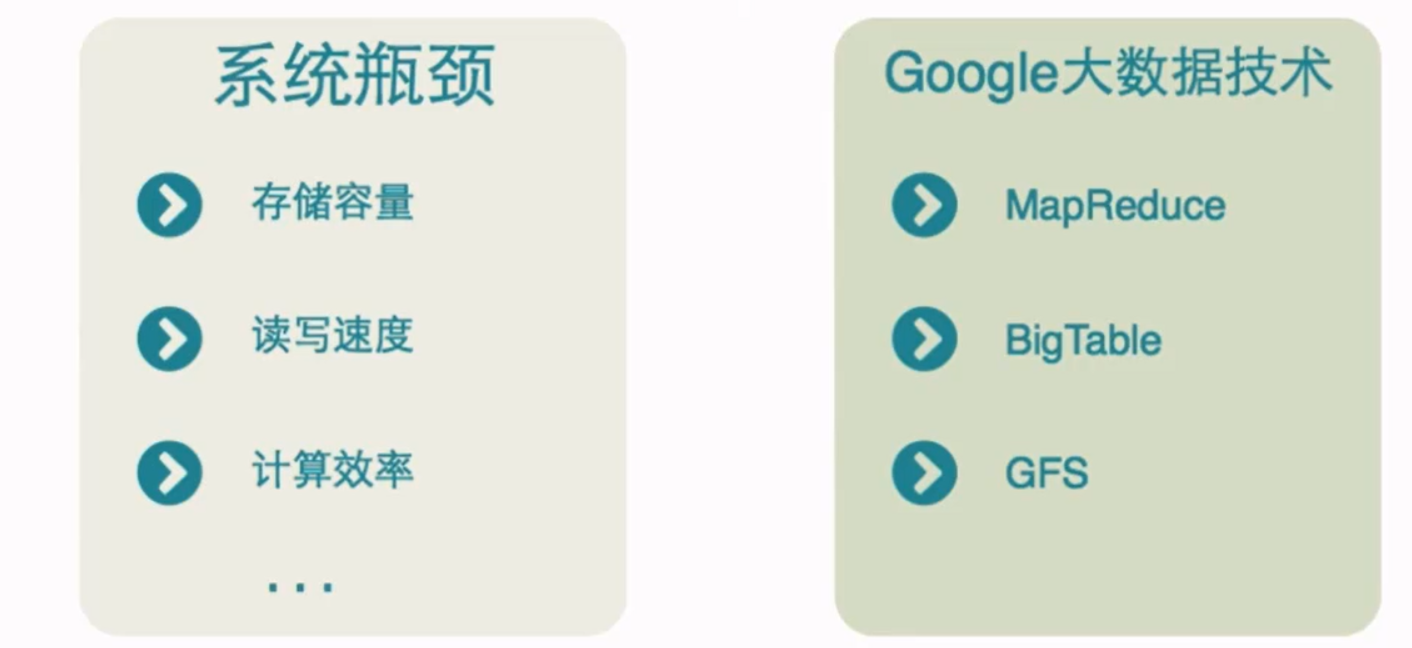 系统瓶颈
存储容量
读写速度
计算效率
...
Google大数据技术
MapReduce
BigTable
GFS